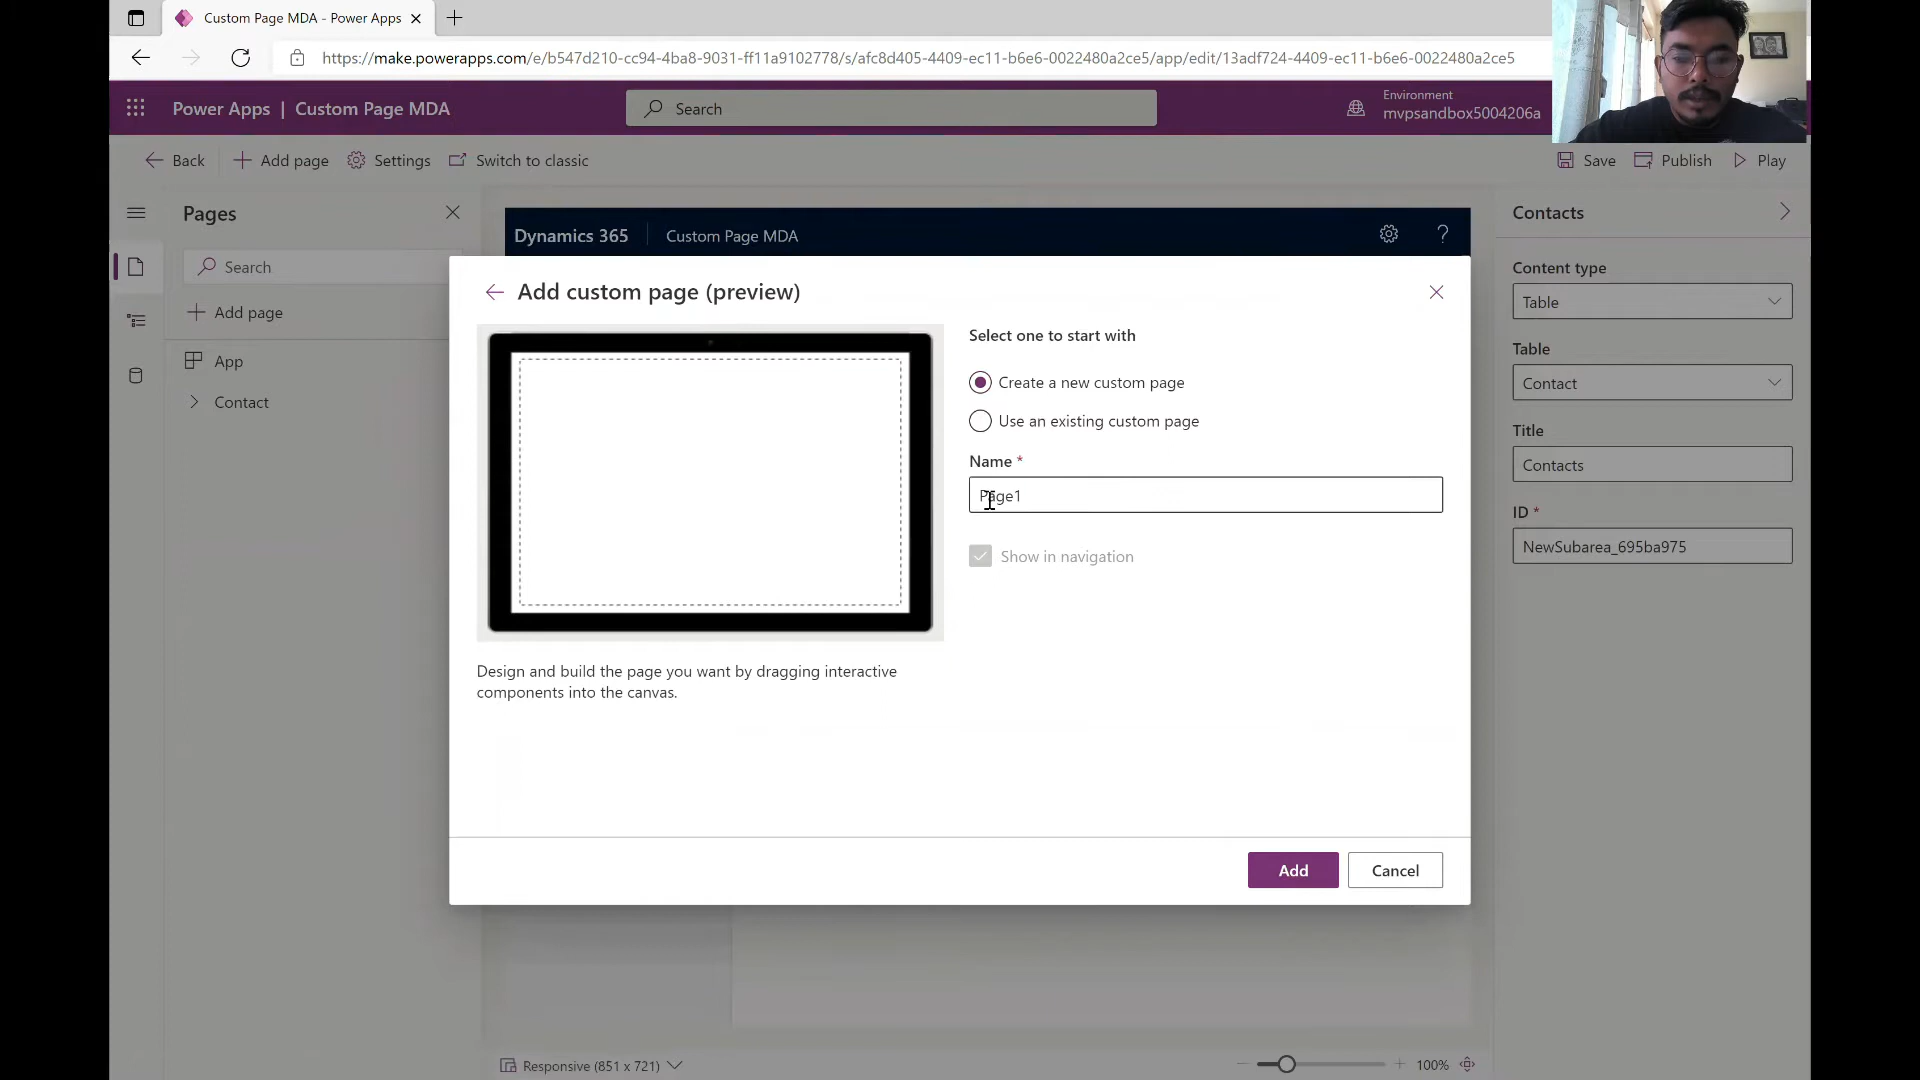 Custom Page MDA - Power Apps
https://make.powerapps.com/e/b547d210-cc94-4ba8-9031-ff11a9102778/s/afc8d405-4409-ec11-b6e6-0022480a2ce5/app/edit/13adf724-4409-ec11-b6e6-0022480a2ce5
Power Apps | Custom Page MDA
Search
Environment
mvpsandbox5004206a
Back
Add page
Settings
Switch to classic
Save
Publish
Play
Pages
Search
Add page
App
Contact
Dynamics 365
Custom Page MDA
Add custom page (preview)
Design and build the page you want by dragging interactive
components into the canvas.
Select one to start with
Create a new custom page
Use an existing custom page
Name *
Page1
Show in navigation
Add
Cancel
Contacts
Content type
Table
Table
Contact
Title
Contacts
ID *
NewSubarea_695ba975
Responsive (851 x 721)
100%